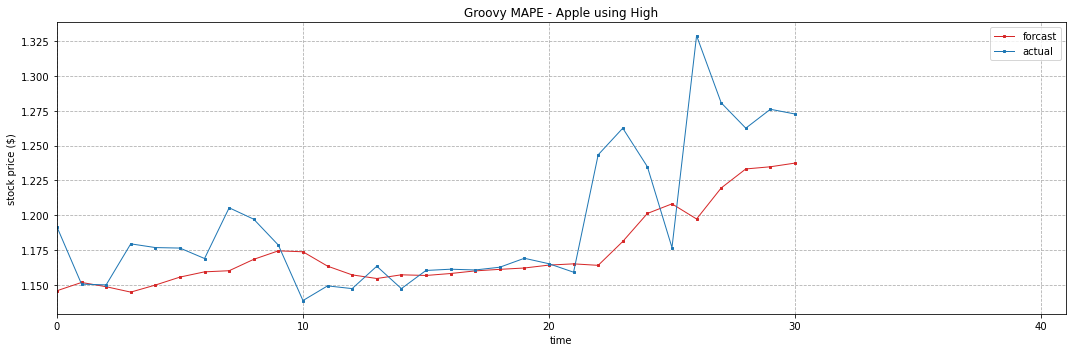 Groovy MAPE - Apple using High
forcast
actual
stock price ($)
1.325
1.300
1.275
1.250
1.225
1.200
1.175
1.150
0
10
20
30
40
time